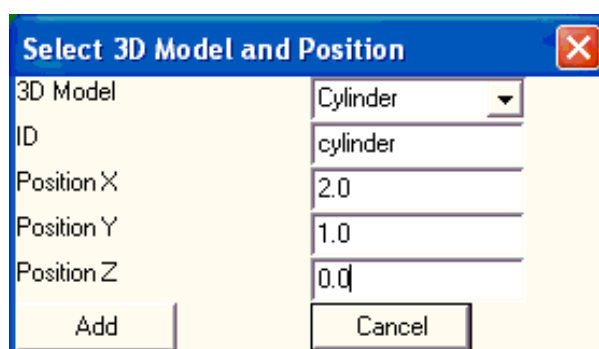 Select 3D Model and Position
3D Model Cylinder
ID cylinder
Position X 2.0
Position Y 1.0
Position Z 0.0
Add Cancel